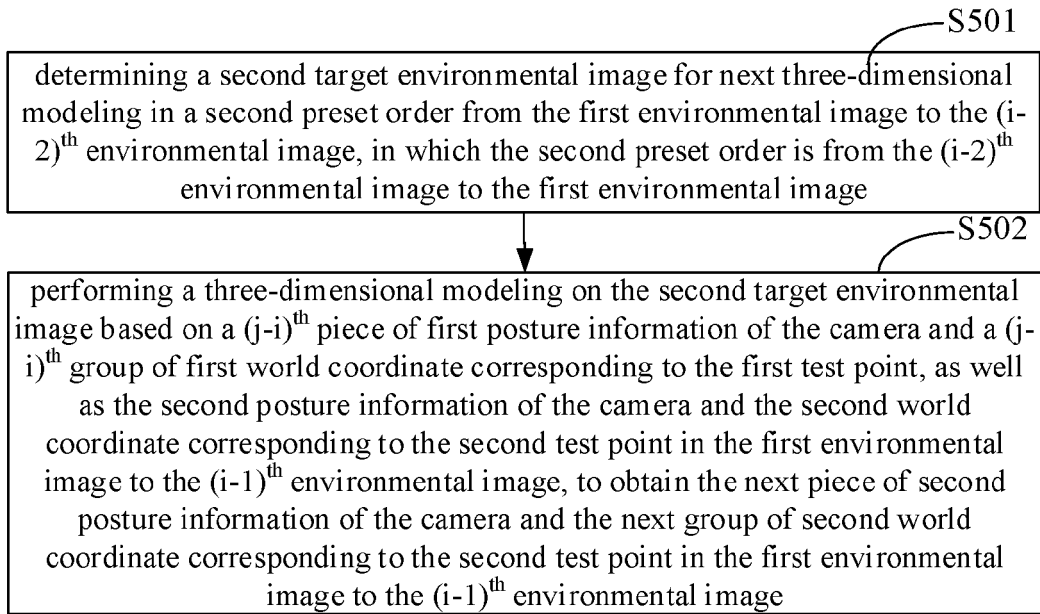 S501
determining a second target environmental image for next three-dimensional
modeling in a second preset order from the first environmental image to the (i-
2)th environmental image, in which the second preset order is from the (i-2)th
environmental image to the first environmental image
S502
performing a three-dimensional modeling on the second target environmental
image based on a (j-i)th piece of first posture information of the camera and a (j-
i)th group of first world coordinate corresponding to the first test point, as well
as the second posture information of the camera and the second world
coordinate corresponding to the second test point in the first environmental
image to the (i-1)th environmental image, to obtain the next piece of second
posture information of the camera and the next group of second world
coordinate corresponding to the second test point in the first environmental
image to the (i-1)th environmental image